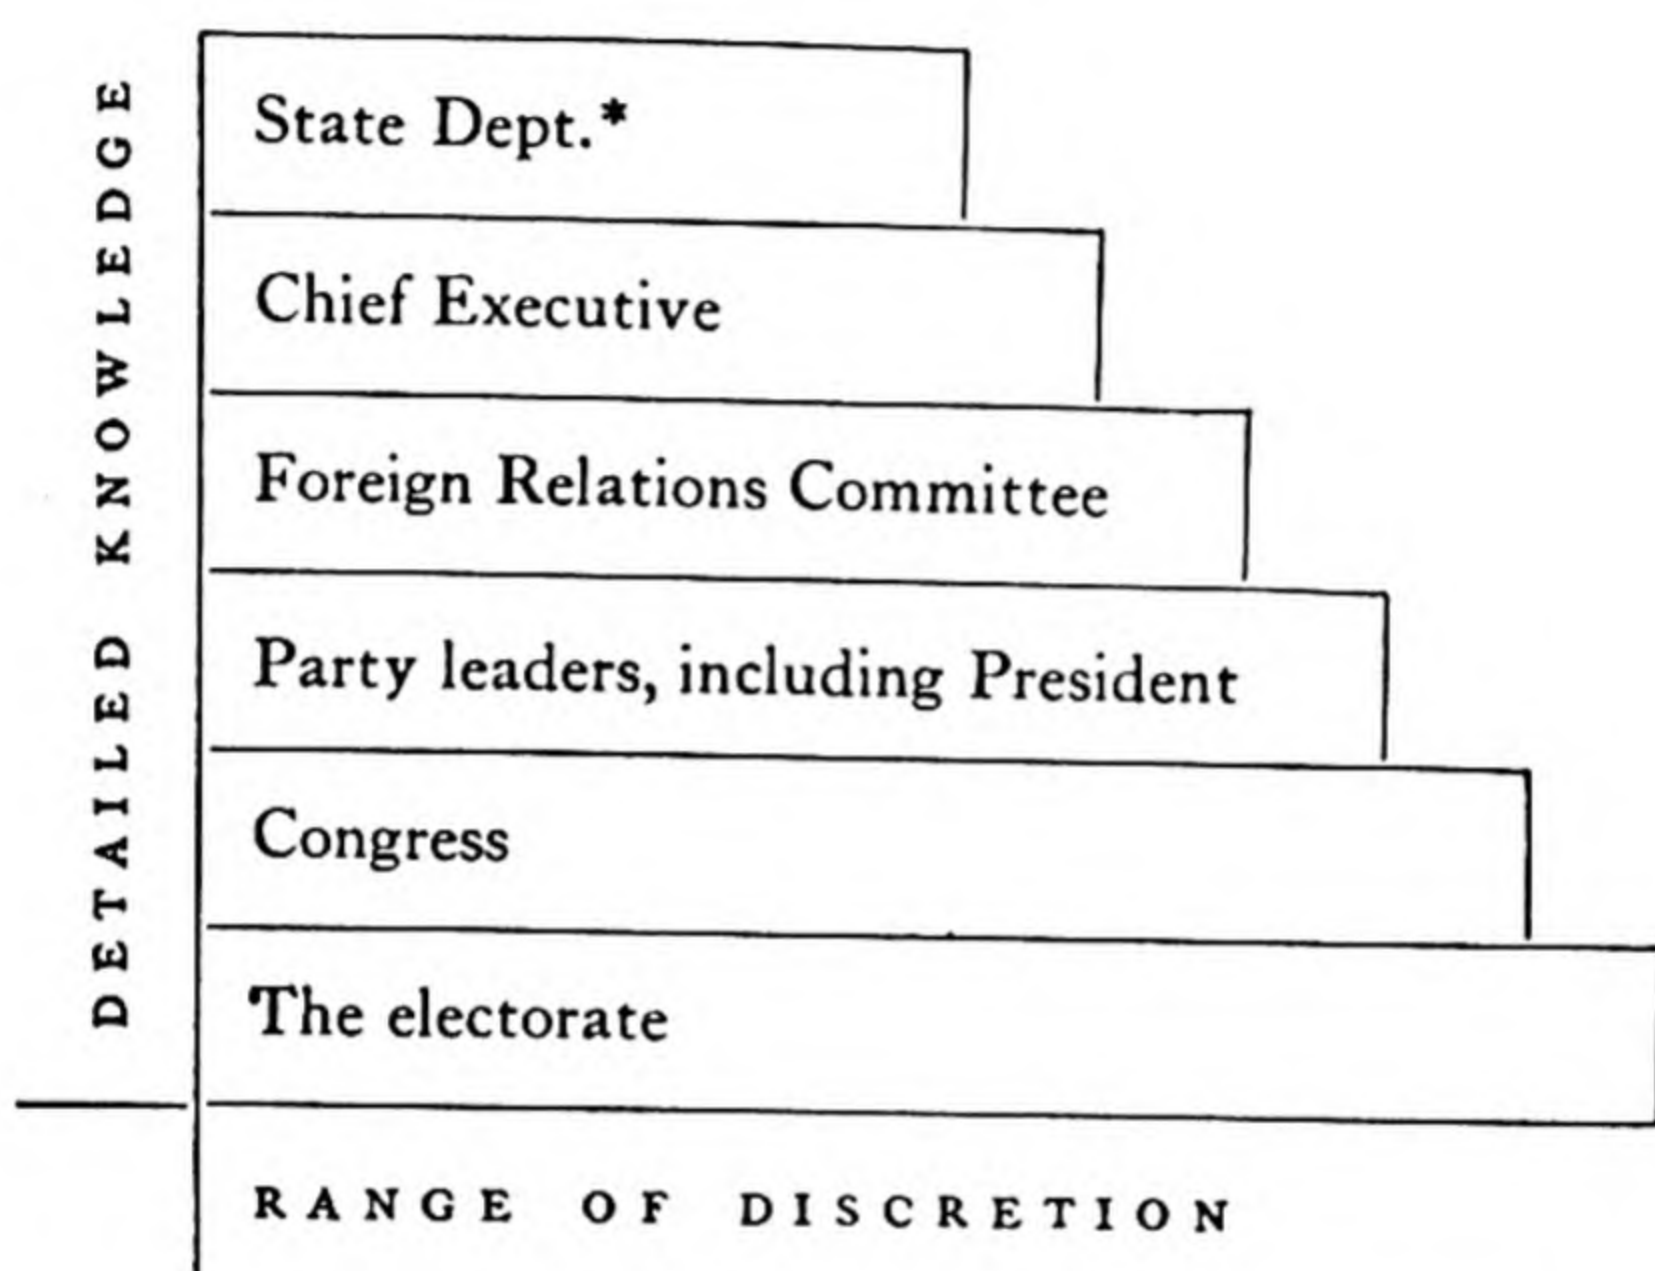 DETAILED KNOWLEDGE
State Dept.*
Chief Executive
Foreign Relations Committee
Party leaders, including President
Congress
The electorate
RANGE OF DISCRETION